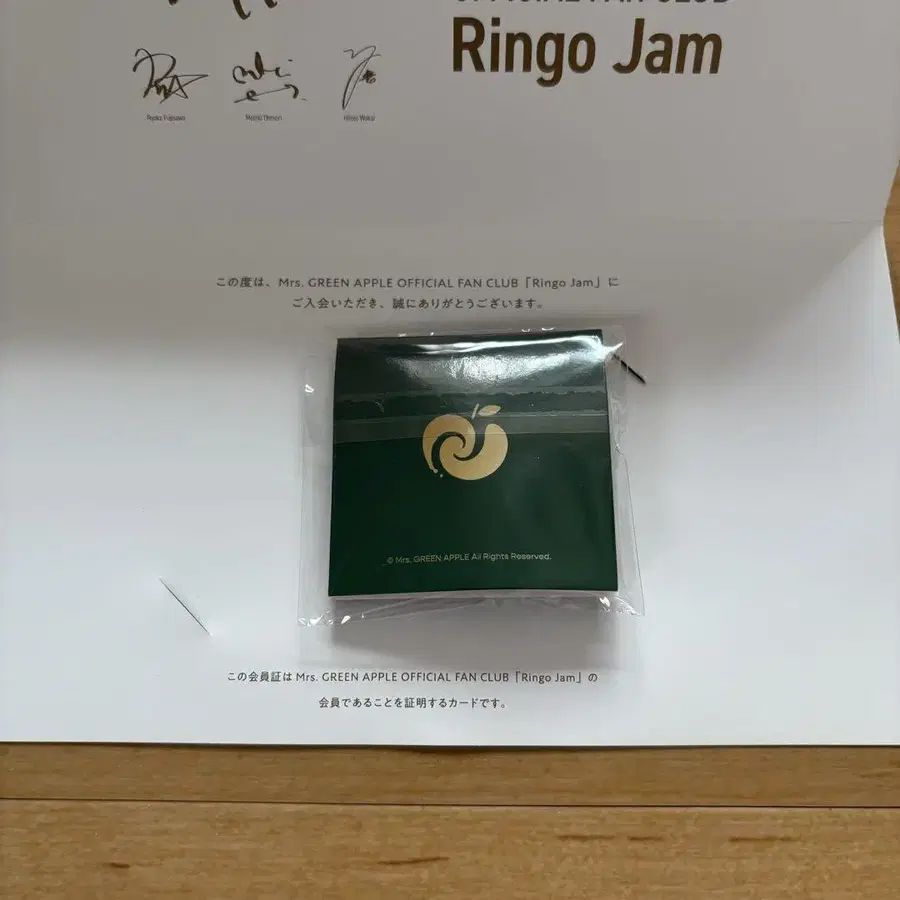 OFFICIAL FAN CLUB
Ringo Jam
Ryoka Fujisawa
Motoki Ohmori
Hiroto Wakai
この度は、Mrs. GREEN APPLE OFFICIAL FAN CLUB「Ringo Jam」に
ご入会いただき、誠にありがとうございます。
© Mrs. GREEN APPLE All Rights Reserved.
この会員証は Mrs. GREEN APPLE OFFICIAL FAN CLUB「Ringo Jam」の
会員であることを証明するカードです。